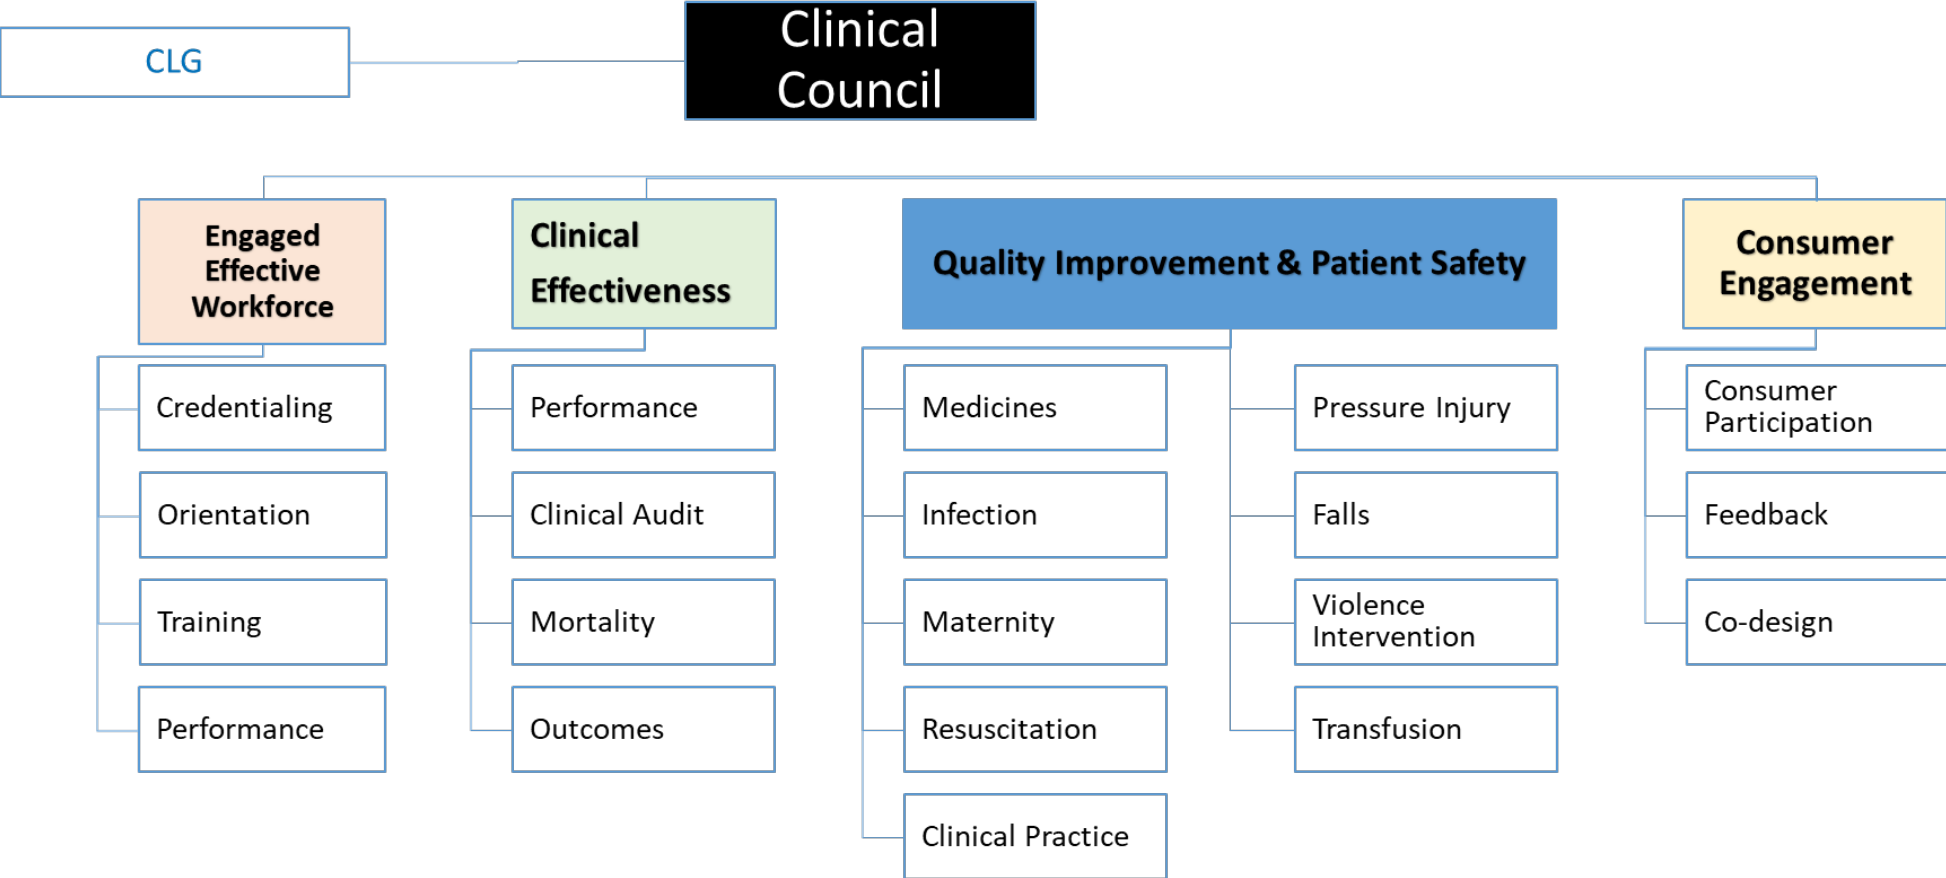 CLG
Clinical
Council
Engaged
Effective
Workforce
Credentialing
Orientation
Training
Performance
Clinical
Effectiveness
Performance
Clinical Audit
Mortality
Outcomes
Quality Improvement & Patient Safety
Medicines
Infection
Maternity
Resuscitation
Clinical Practice
Pressure Injury
Falls
Violence
Intervention
Transfusion
Consumer
Engagement
Consumer
Participation
Feedback
Co-design